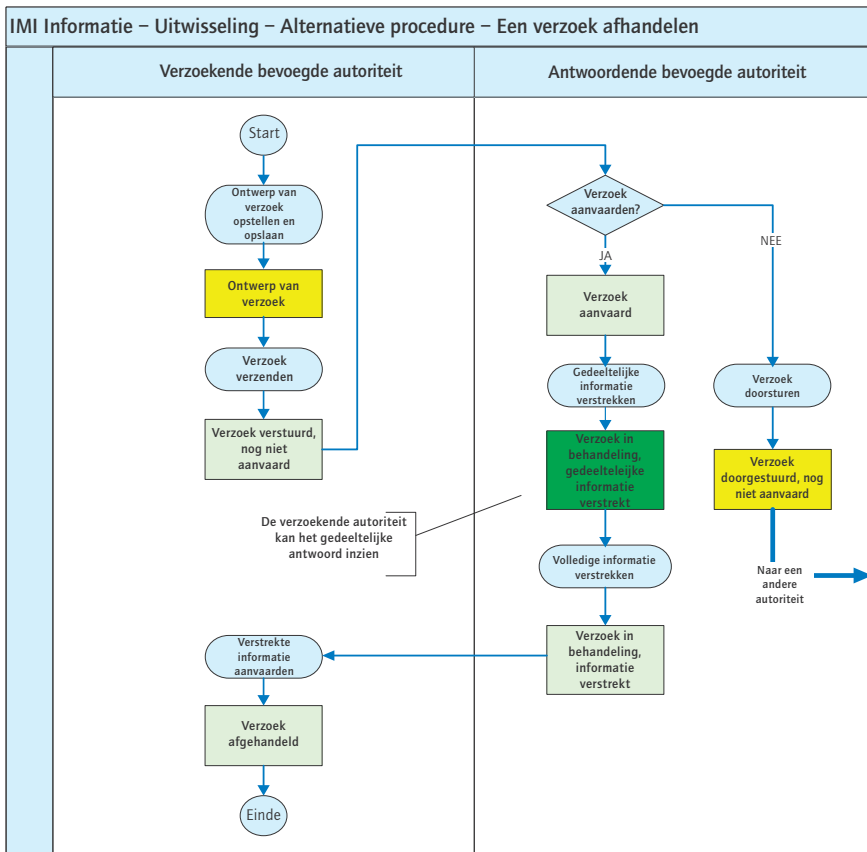 IMI Informatie – Uitwisseling – Alternatieve procedure – Een verzoek afhandelen
Verzoekende bevoegde autoriteit
Antwoordende bevoegde autoriteit
Start
Ontwerp van
verzoek
opstellen en
opslaan
Ontwerp van
verzoek
Verzoek
verzenden
Verzoek verstuurd,
nog niet
aanvaard
Verzoek
aanvaarden?
JA
NEE
Verzoek
aanvaard
Gedeeltelijke
informatie
verstrekken
Verzoek
doorsturen
Verzoek in
behandeling,
gedeelteleijke
informatie
verstrekt
Verzoek
doorgestuurd, nog
niet aanvaard
De verzoekende autoriteit
kan het gedeeltelijke
antwoord inzien
Volledige informatie
verstrekken
Naar een
andere
autoriteit
Verzoek in
behandeling,
informatie
verstrekt
Verstrekte
informatie
aanvaarden
Verzoek
afgehandeld
Einde